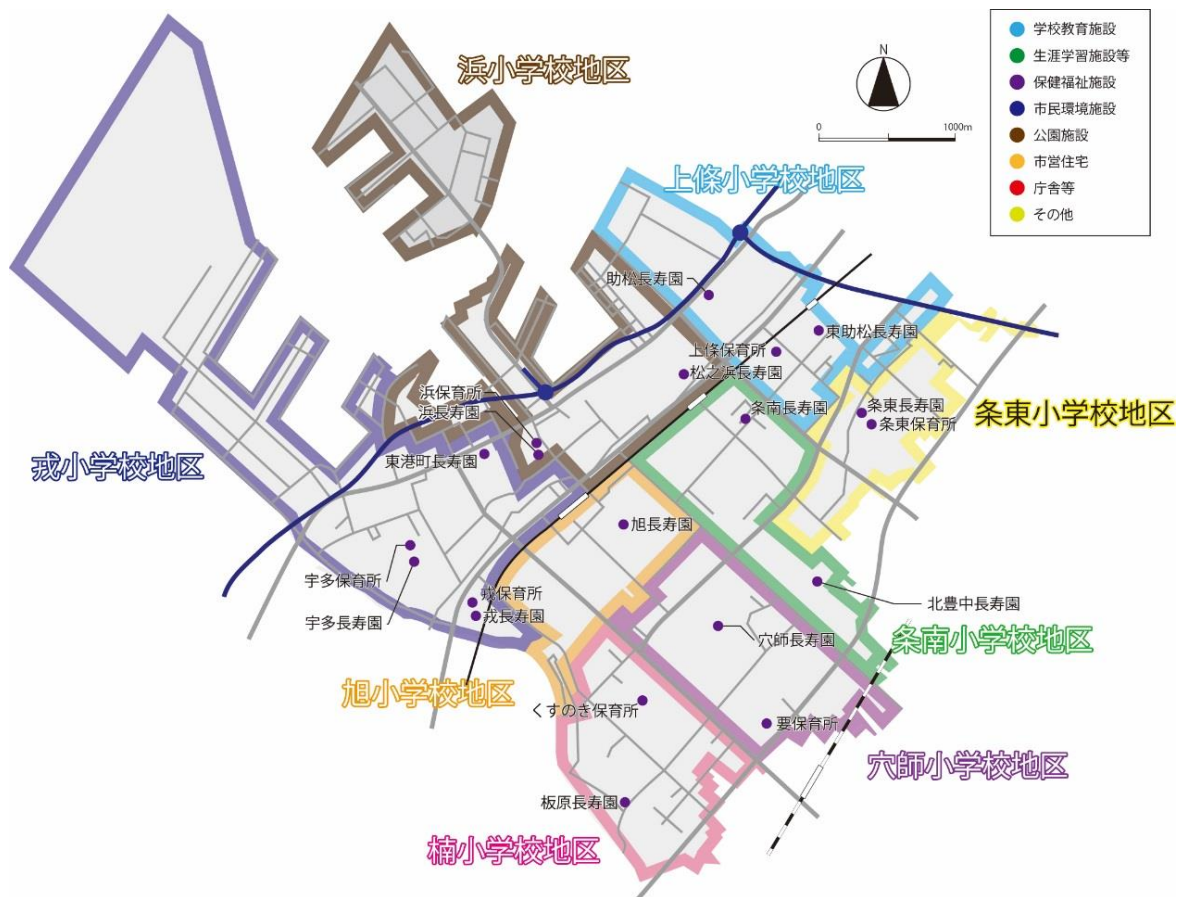 浜小学校地区
学校教育施設
生涯学習施設等
保健福祉施設
市民環境施設
公園施設
市営住宅
庁舎等
その他
N
0
1000m
上條小学校地区
助松長寿園
東助松長寿園
上條保育所
松之浜長寿園
浜保育所
浜長寿園
条南長寿園
条東長寿園
条東保育所
条東小学校地区
東港町長寿園
戎小学校地区
旭長寿園
宇多保育所
宇多長寿園
戎保育所
戎長寿園
北豊中長寿園
穴師長寿園
条南小学校地区
旭小学校地区
くすのき保育所
要保育所
穴師小学校地区
板原長寿園
楠小学校地区